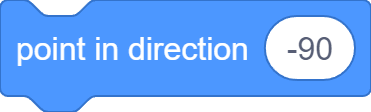 point in direction -90